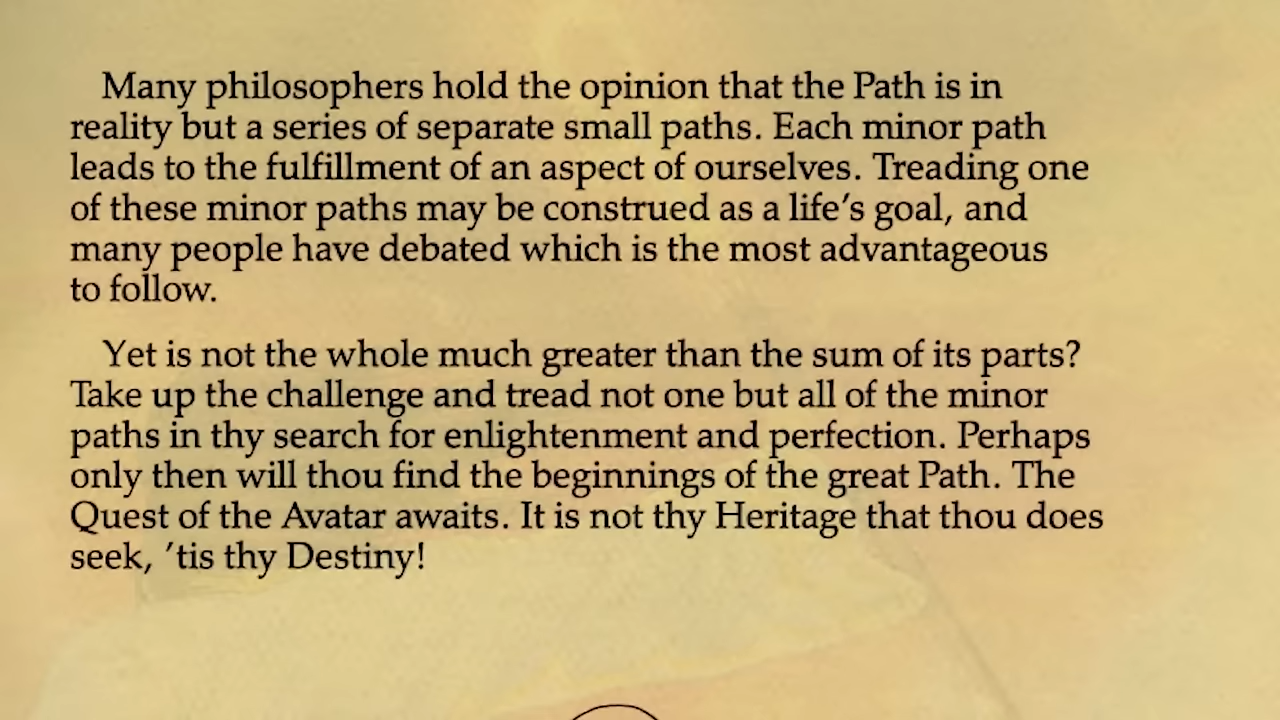 Many philosophers hold the opinion that the Path is in
reality but a series of separate small paths. Each minor path
leads to the fulfillment of an aspect of ourselves. Treading one
of these minor paths may be construed as a life’s goal, and
many people have debated which is the most advantageous
to follow.
Yet is not the whole much greater than the sum of its parts?
Take up the challenge and tread not one but all of the minor
paths in thy search for enlightenment and perfection. Perhaps
only then will thou find the beginnings of the great Path. The
Quest of the Avatar awaits. It is not thy Heritage that thou does
seek, ’tis thy Destiny!